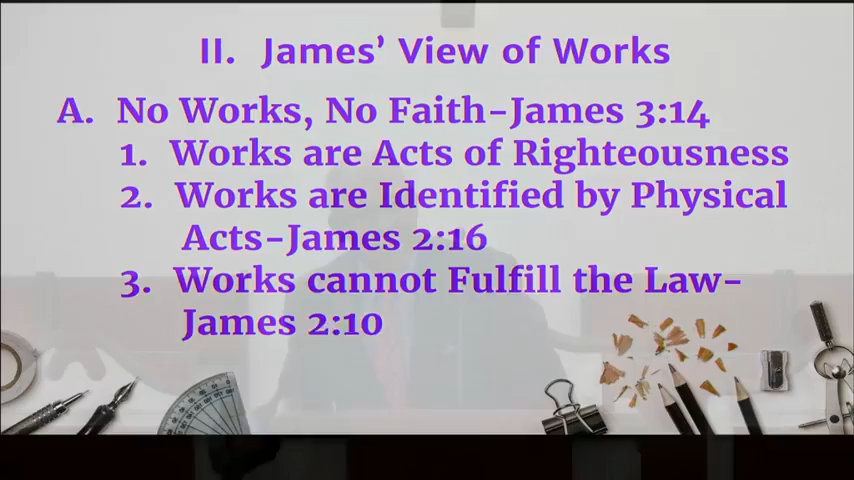 II. James’ View of Works
A. No Works, No Faith-James 3:14
1. Works are Acts of Righteousness
2. Works are Identified by Physical
Acts-James 2:16
3. Works cannot Fulfill the Law-
James 2:10